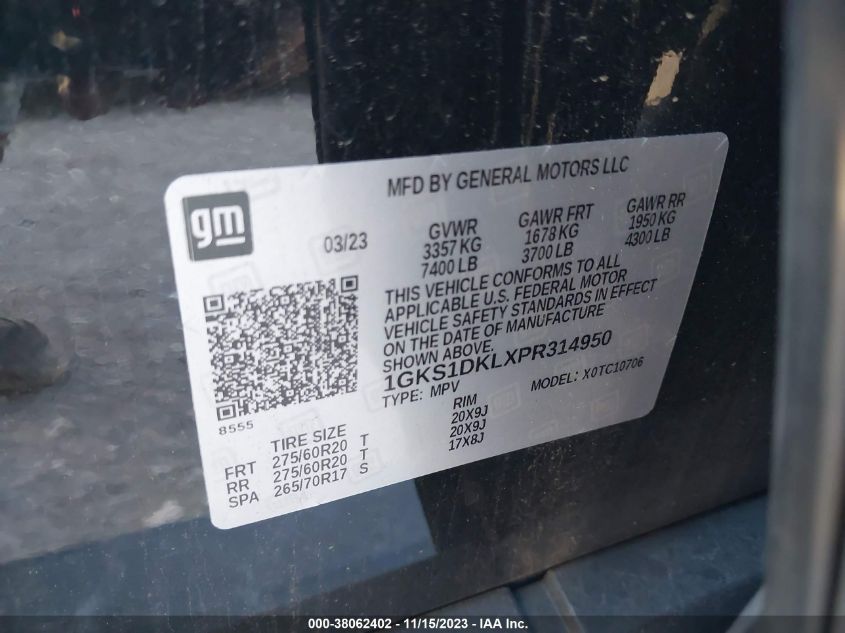 MFD BY GENERAL MOTORS LLC
gm
03/23
GVWR GAWR FRT GAWR RR
3357 KG 1678 KG 1950 KG
7400 LB 3700 LB 4300 LB
THIS VEHICLE CONFORMS TO ALL
APPLICABLE U.S. FEDERAL MOTOR
VEHICLE SAFETY STANDARDS IN EFFECT
ON THE DATE OF MANUFACTURE
SHOWN ABOVE.
1GKS1DKLXPR314950
TYPE: MPV MODEL: X0TC10706
8555
TIRE SIZE RIM
FRT 275/60R20 T 20X9J
RR 275/60R20 T 20X9J
SPA 265/70R17 S 17X8J
000-38062402 - 11/15/2023 - IAA Inc.